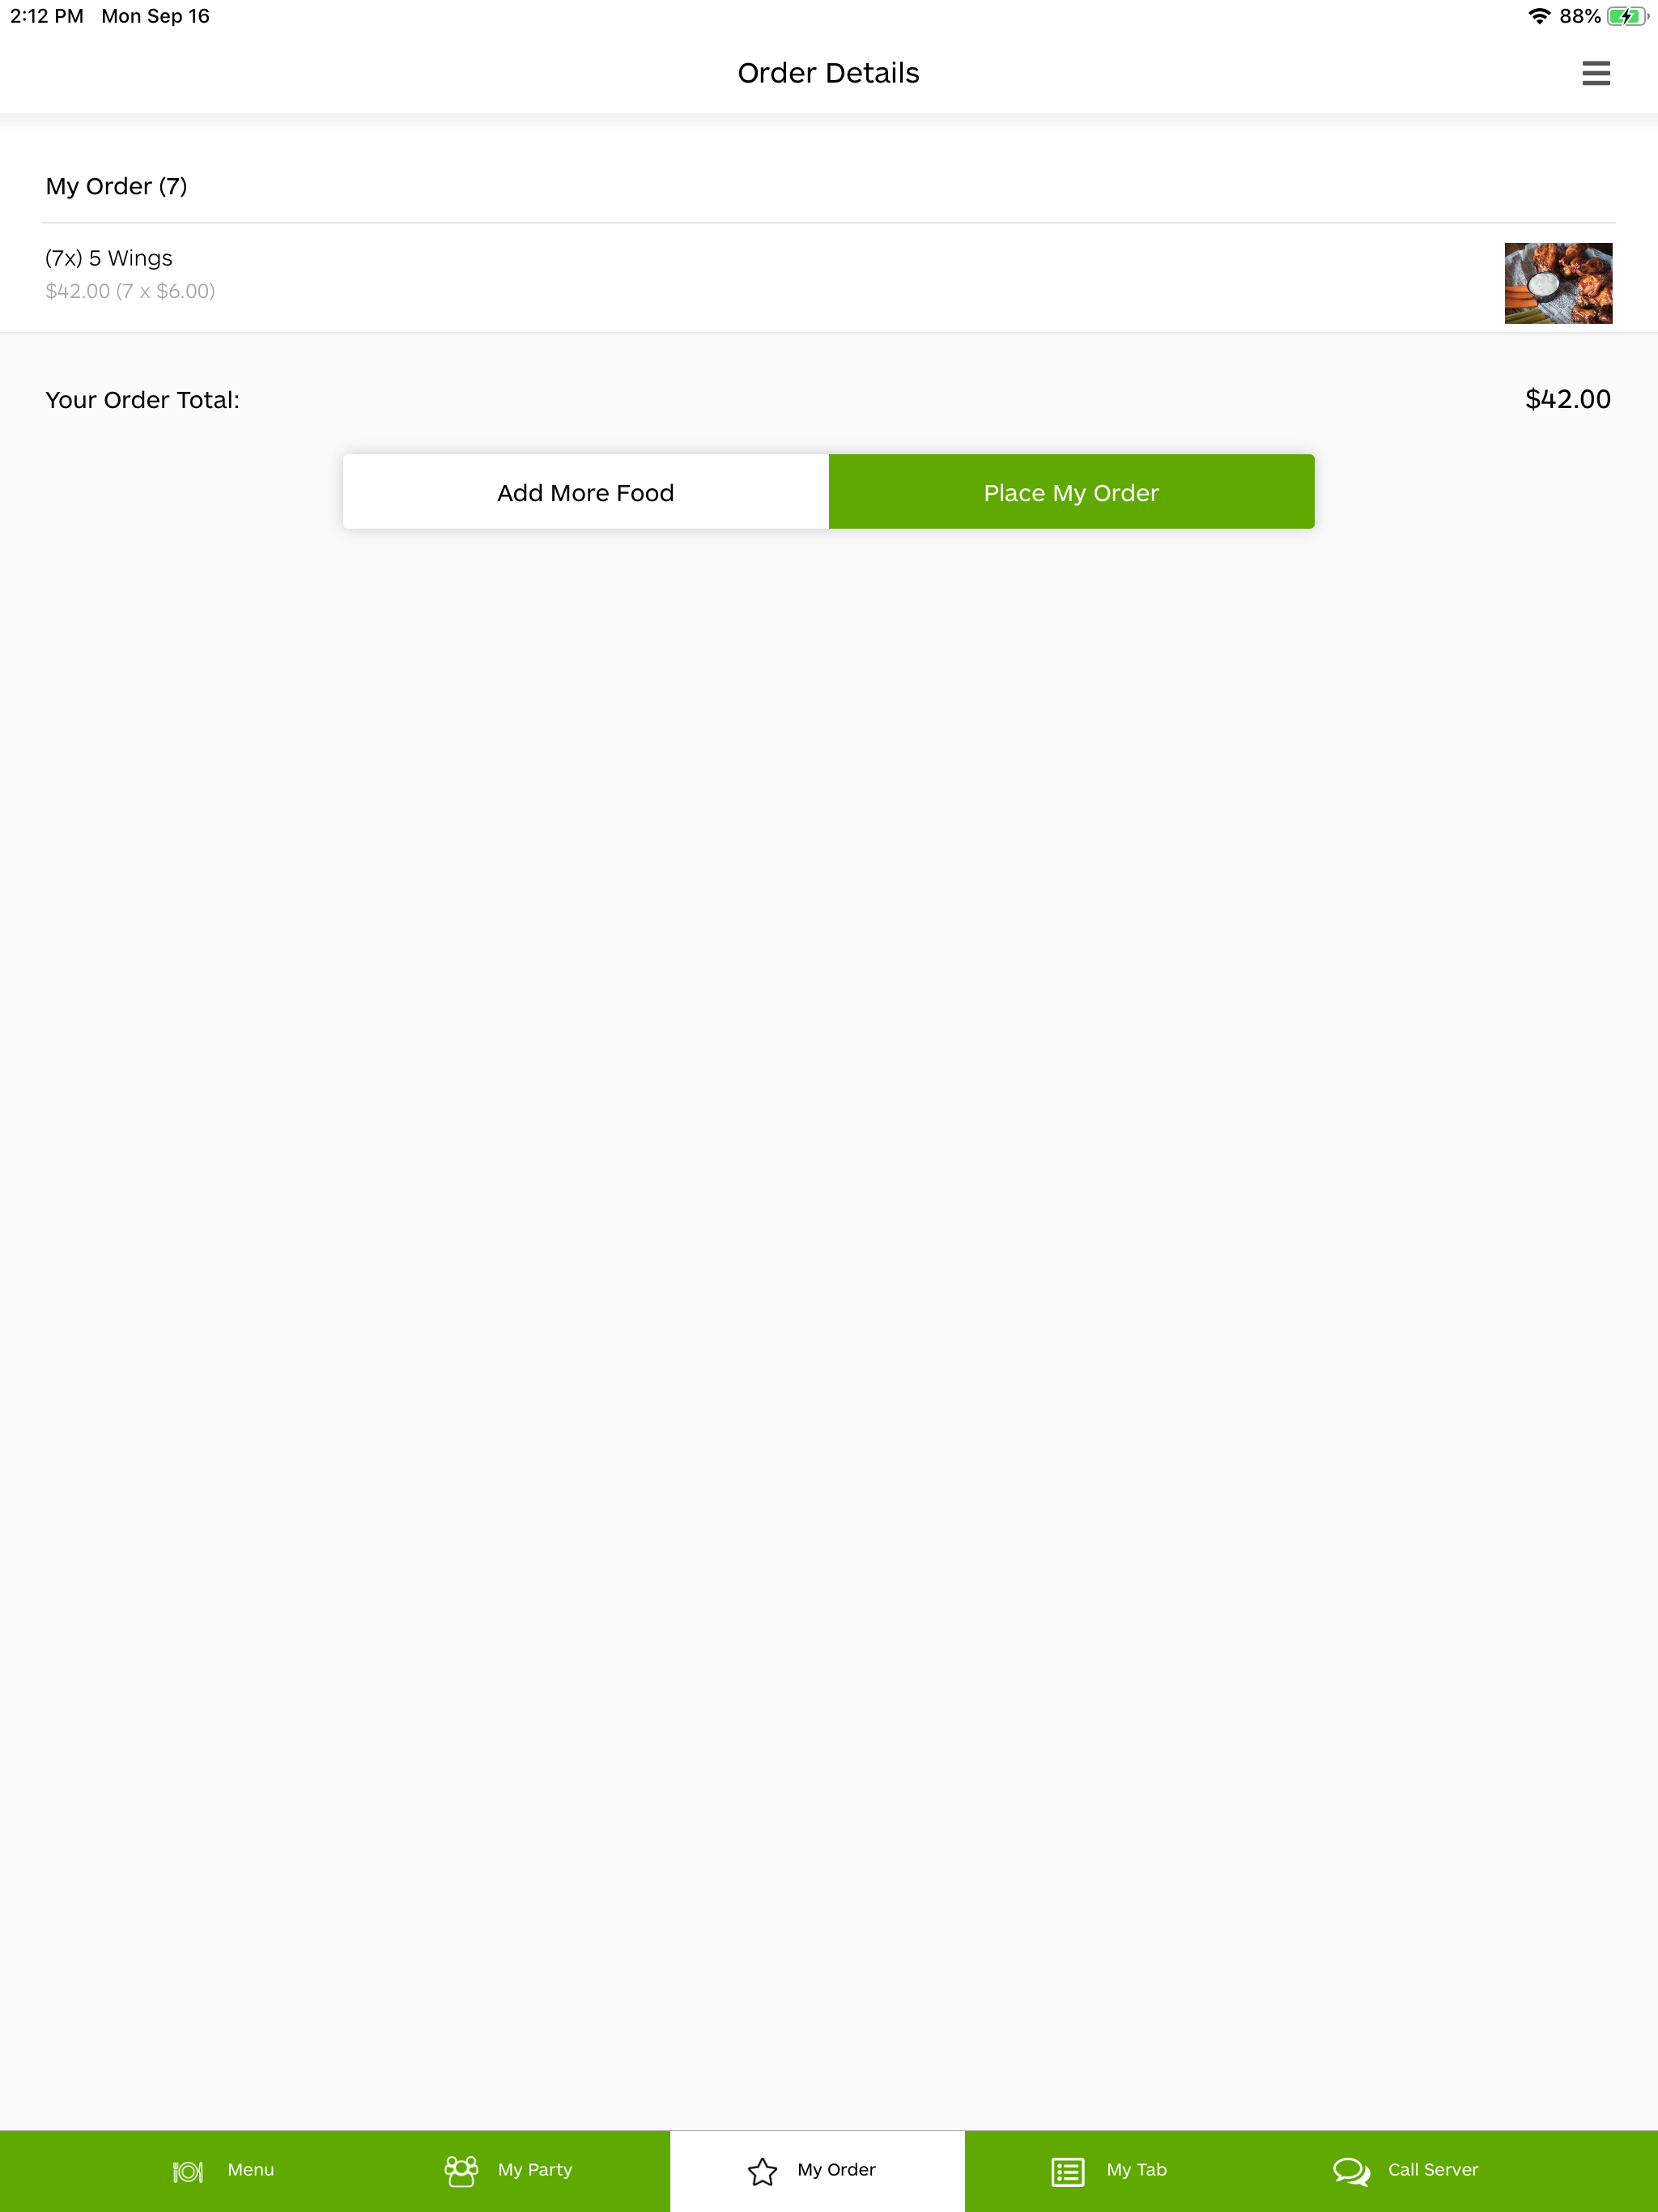 2:12 PM Mon Sep 16 88%
Order Details
My Order (7)
(7x) 5 Wings
$42.00 (7 x $6.00)
Your Order Total: $42.00
Add More Food Place My Order
Menu My Party My Order My Tab Call Server